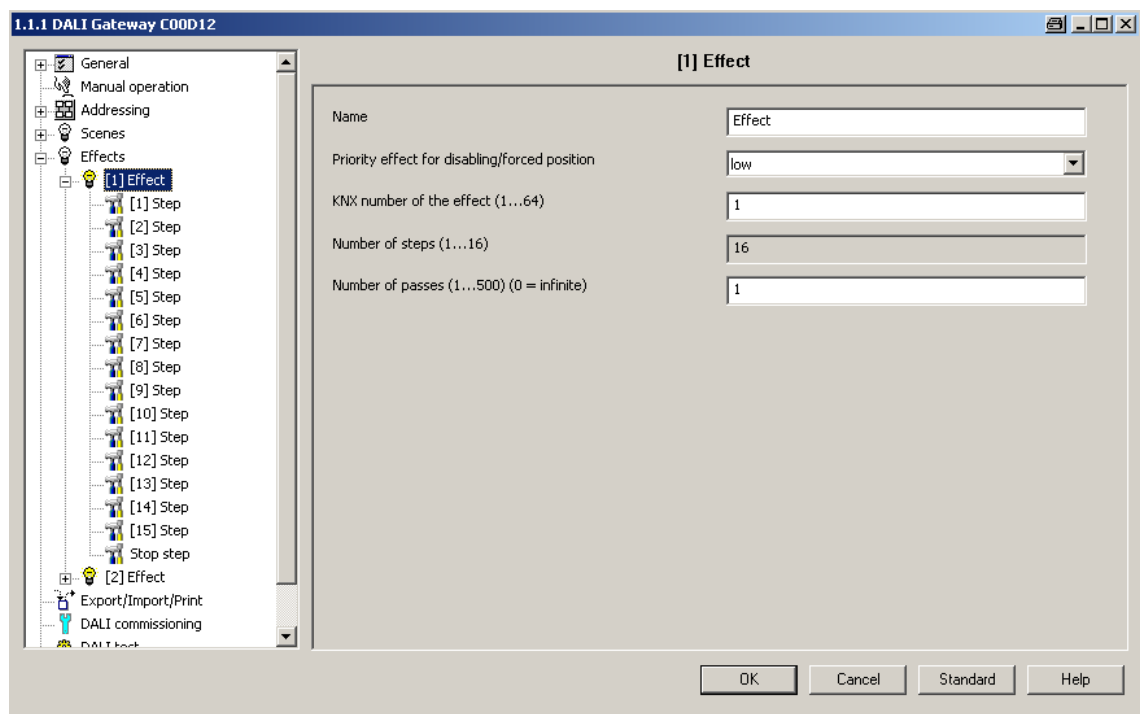 1.1.1 DALI Gateway C00D12
General
Manual operation
Addressing
Scenes
Effects
[1] Effect
[1] Step
[2] Step
[3] Step
[4] Step
[5] Step
[6] Step
[7] Step
[8] Step
[9] Step
[10] Step
[11] Step
[12] Step
[13] Step
[14] Step
[15] Step
Stop step
[2] Effect
Export/Import/Print
DALI commissioning
DALI test
[1] Effect
Name
Effect
Priority effect for disabling/forced position
low
KNX number of the effect (1...64)
1
Number of steps (1...16)
16
Number of passes (1...500) (0 = infinite)
1
OK
Cancel
Standard
Help